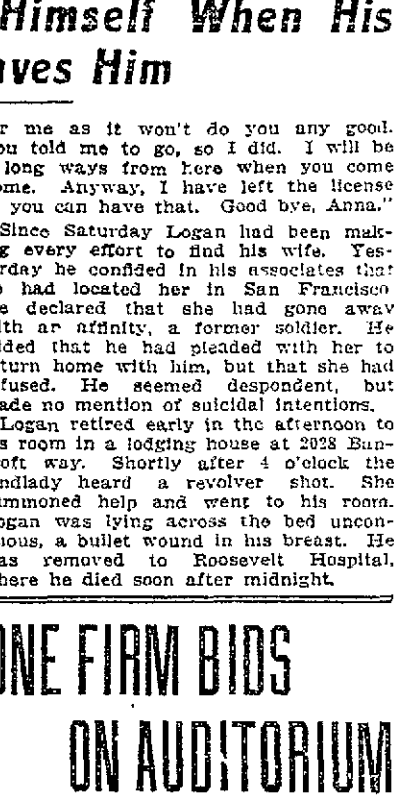 Himself When His
aves Him
r me as it won't do you any good.
ou told me to go, so I did. I will be
long ways from here when you come
ome. Anyway, I have left the license
you can have that. Good bye, Anna."
Since Saturday Logan had been mak-
g every effort to find his wife. Yes-
rday he confided in his associates that
e had located her in San Francisco
e declared that she had gone away
ith an affinity, a former soldier. He
dded that he had pleaded with her to
turn home with him, but that she had
fused. He seemed despondent, but
ade no mention of suicidal intentions.
Logan retired early in the afternoon to
s room in a lodging house at 2028 Ban-
oft way. Shortly after 4 o'clock the
ndlady heard a revolver shot. She
mmoned help and went to his room.
ogan was lying across the bed uncon-
ious, a bullet wound in his breast. He
as removed to Roosevelt Hospital,
here he died soon after midnight.
ONE FIRM BIDS
ON AUDITORIUM